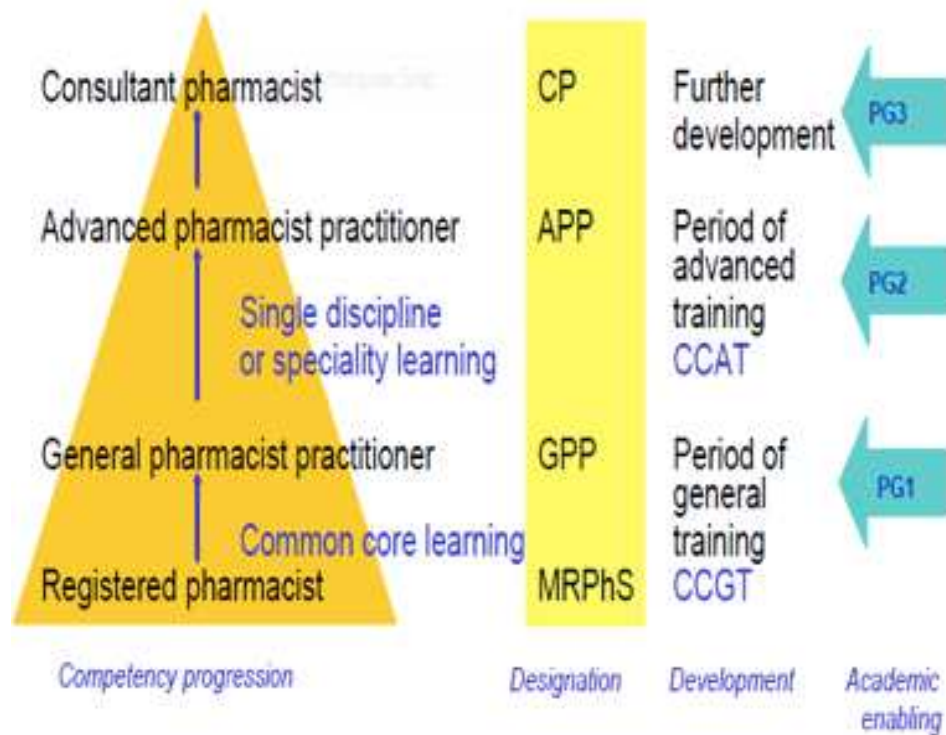 Consultant pharmacist
CP
Further
development
PG3
Advanced pharmacist practitioner
APP
Period of
advanced
training
CCAT
PG2
Single discipline
or speciality learning
General pharmacist practitioner
GPP
Period of
general
training
CCGT
PG1
Common core learning
Registered pharmacist
MRPhS
Competency progression
Designation
Development
Academic
enabling